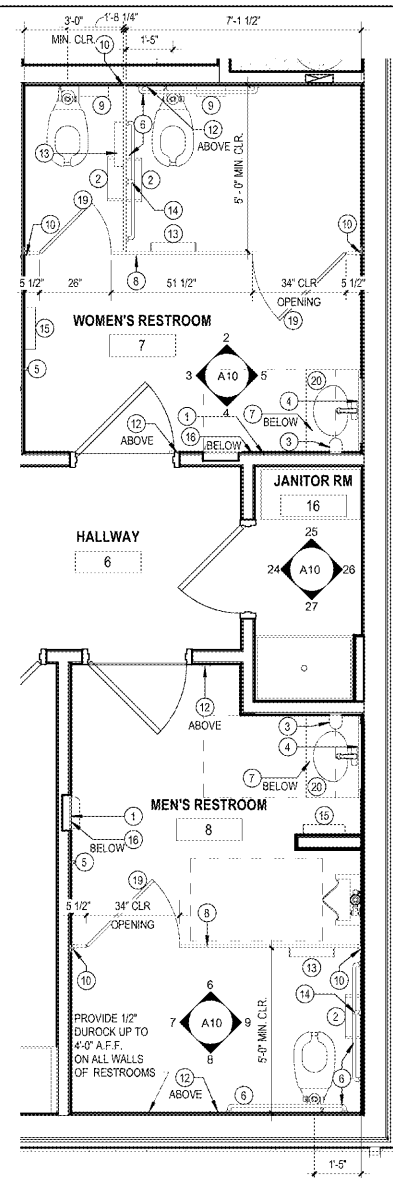 3'-0" 1'-8 1/4" 7'-1 1/2"
MIN. CLR. 10 1'-5"
9 6 9 12
ABOVE
13 2 2
14
13
5'-0" MIN. CLR.
19
10 10
8
5 1/2" 26" 51 1/2" 34" CLR 5 1/2"
OPENING
19
15
WOMEN'S RESTROOM
7
5
2
3 A10 5
4
20
4
7
BELOW
3
12
ABOVE
1
16
BELOW
JANITOR RM
16
HALLWAY
6
25
24 A10 26
27
12
ABOVE
3
4
7
BELOW
20
MEN'S RESTROOM
8
15
1
BELOW 16
5
19
5 1/2" 34" CLR
OPENING
8
10
13
10
6
7 A10 9
8
5'-0" MIN. CLR.
14
2
PROVIDE 1/2"
DUROCK UP TO
4'-0" A.F.F.
ON ALL WALLS
OF RESTROOMS
12
ABOVE
6
6
1'-5"